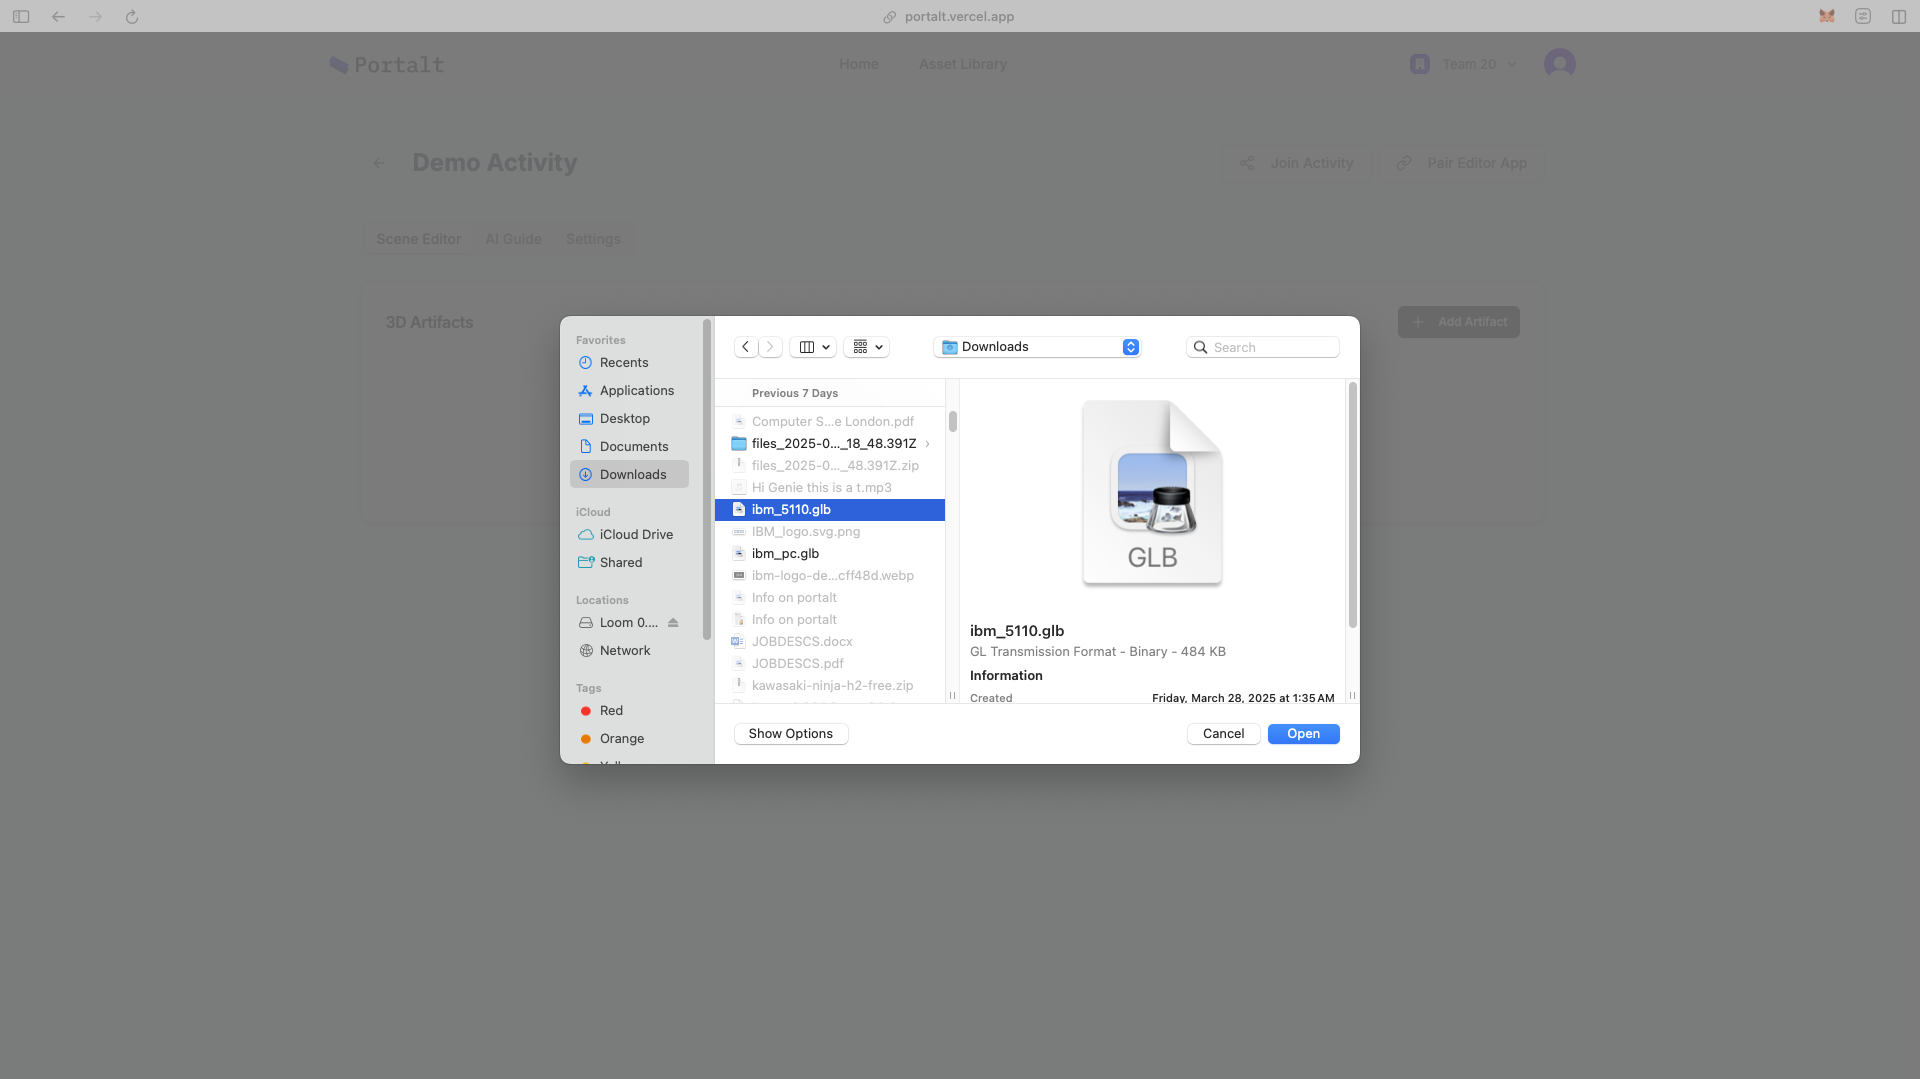 portalt.vercel.app
Portalt
Home
Asset Library
Team 20
Demo Activity
Join Activity
Pair Editor App
Scene Editor
AI Guide
Settings
3D Artifacts
Add Artifact
Favorites
Recents
Applications
Desktop
Documents
Downloads
iCloud
iCloud Drive
Shared
Locations
Loom 0....
Network
Tags
Red
Orange
Downloads
Search
Previous 7 Days
Computer S...e London.pdf
files_2025-0..._18_48.391Z
files_2025-0..._48.391Z.zip
Hi Genie this is a t.mp3
ibm_5110.glb
IBM_logo.svg.png
ibm_pc.glb
ibm-logo-de...cff48d.webp
Info on portalt
Info on portalt
JOBDESCS.docx
JOBDESCS.pdf
kawasaki-ninja-h2-free.zip
GLB
ibm_5110.glb
GL Transmission Format - Binary - 484 KB
Information
Created Friday, March 28, 2025 at 1:35 AM
Show Options
Cancel
Open